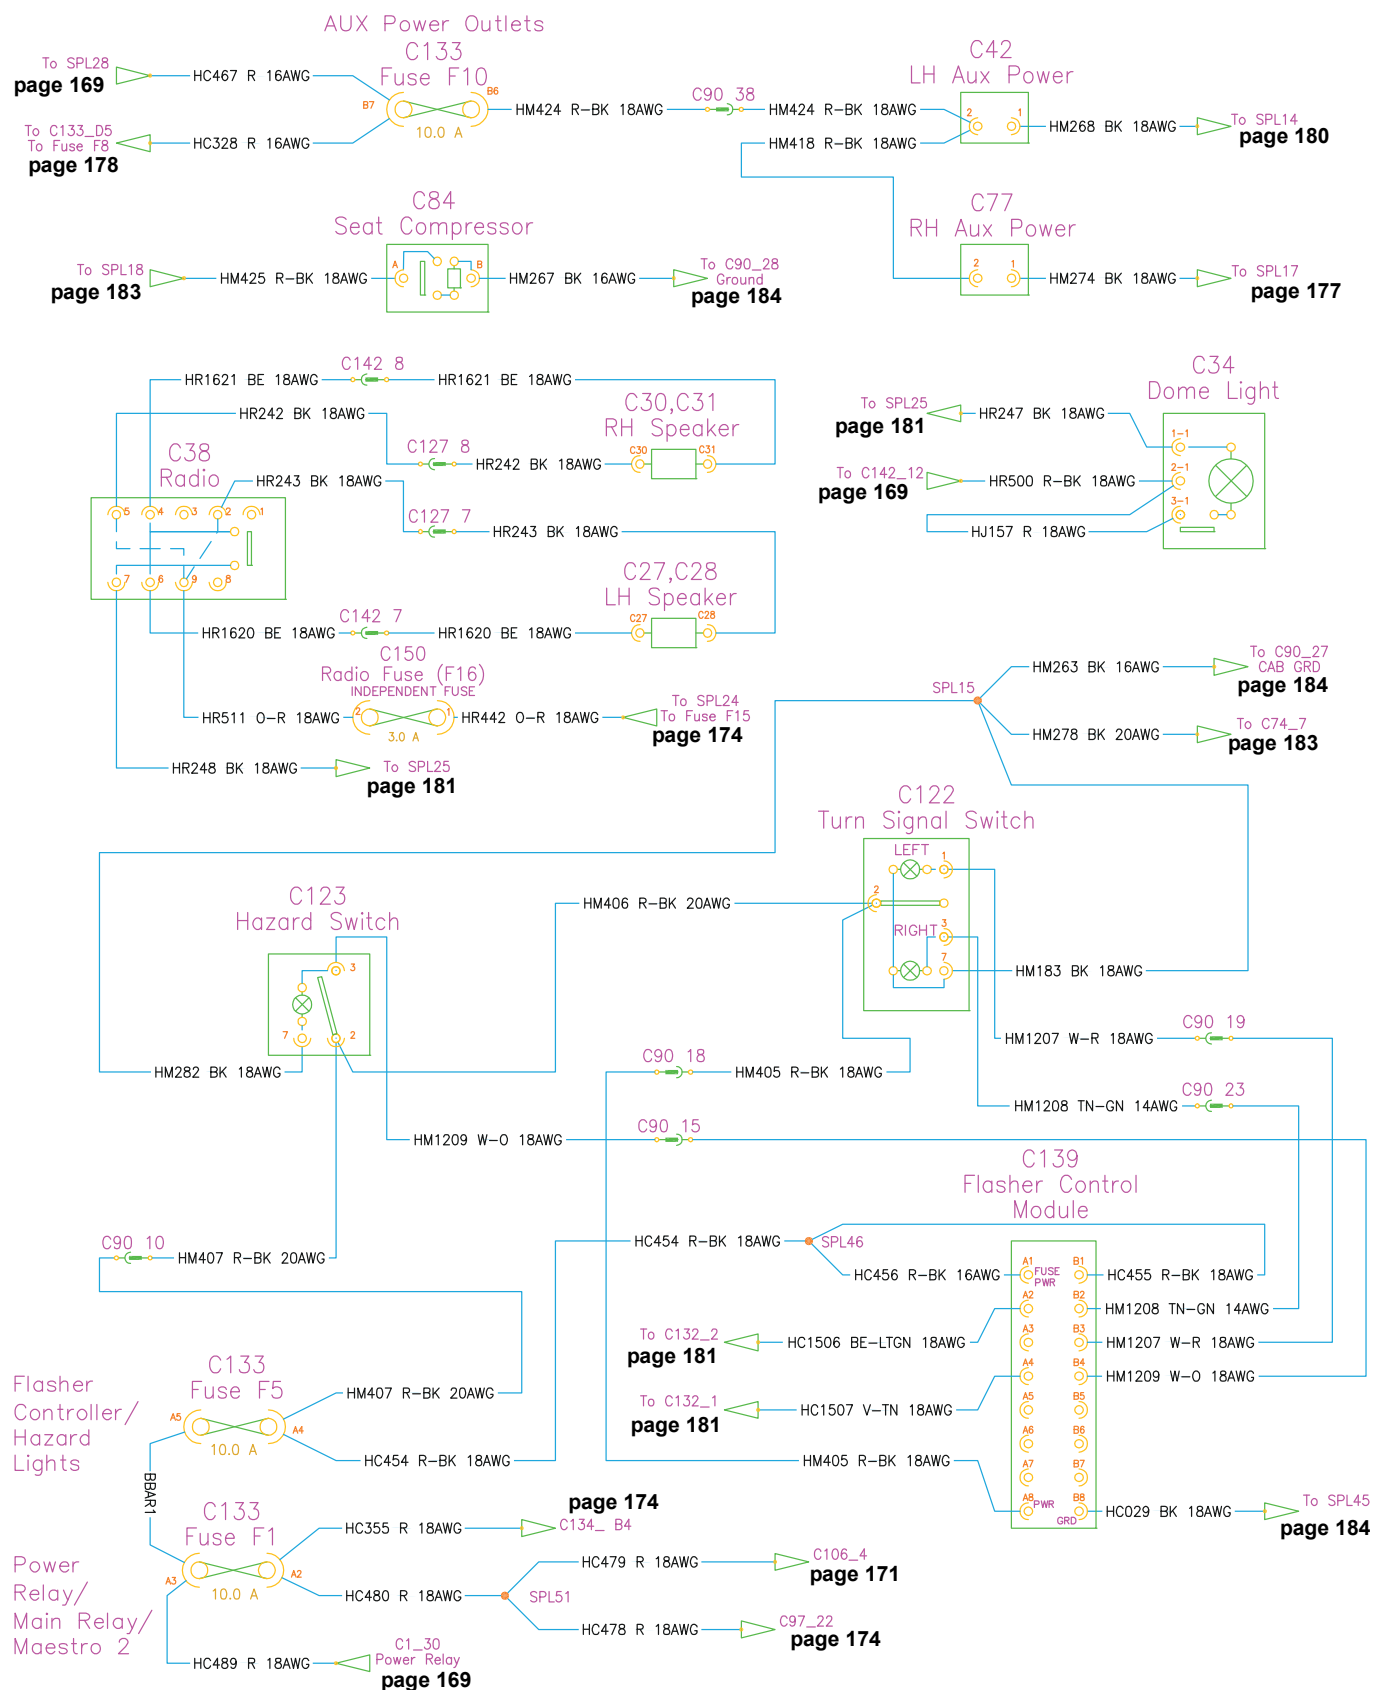 AUX Power Outlets
C133
Fuse F10
To SPL28
page 169
HC467 R 16AWG
B7
B6
10.0 A
HM424 R-BK 18AWG
C90 38
HM424 R-BK 18AWG
C42
LH Aux Power
2
1
HM268 BK 18AWG
To SPL14
page 180
To C133_D5
To Fuse F8
page 178
HC328 R 16AWG
HM418 R-BK 18AWG
C84
Seat Compressor
To SPL18
page 183
HM425 R-BK 18AWG
A
B
HM267 BK 16AWG
To C90_28
Ground
page 184
C77
RH Aux Power
2
1
HM274 BK 18AWG
To SPL17
page 177
HR1621 BE 18AWG
C142 8
HR1621 BE 18AWG
HR242 BK 18AWG
C127 8
HR242 BK 18AWG
C30,C31
RH Speaker
C30
C31
C38
Radio
HR243 BK 18AWG
C127 7
HR243 BK 18AWG
5
4
3
2
1
7
6
9
8
C27,C28
LH Speaker
C27
C28
HR1620 BE 18AWG
C142 7
HR1620 BE 18AWG
C150
Radio Fuse (F16)
INDEPENDENT FUSE
HR511 O-R 18AWG
2
1
3.0 A
HR442 O-R 18AWG
To SPL24
To Fuse F15
page 174
HR248 BK 18AWG
To SPL25
page 181
C34
Dome Light
To SPL25
page 181
HR247 BK 18AWG
1-1
To C142_12
page 169
HR500 R-BK 18AWG
2-1
3-1
HJ157 R 18AWG
SPL15
HM263 BK 16AWG
To C90_27
CAB GRD
page 184
HM278 BK 20AWG
To C74_7
page 183
C122
Turn Signal Switch
LEFT
1
2
RIGHT
3
7
HM406 R-BK 20AWG
HM183 BK 18AWG
C123
Hazard Switch
3
7
2
HM282 BK 18AWG
C90 18
HM405 R-BK 18AWG
HM1207 W-R 18AWG
C90 19
HM1208 TN-GN 14AWG
C90 23
HM1209 W-O 18AWG
C90 15
C139
Flasher Control
Module
C90 10
HM407 R-BK 20AWG
HC454 R-BK 18AWG
SPL46
HC456 R-BK 16AWG
A1
FUSE
PWR
B1
HC455 R-BK 18AWG
A2
B2
HM1208 TN-GN 14AWG
To C132_2
page 181
HC1506 BE-LTGN 18AWG
A3
B3
HM1207 W-R 18AWG
A4
B4
HM1209 W-O 18AWG
To C132_1
page 181
HC1507 V-TN 18AWG
A5
B5
A6
B6
HM405 R-BK 18AWG
A7
B7
A8
PWR
B8
GRD
HC029 BK 18AWG
To SPL45
page 184
Flasher
Controller/
Hazard
Lights
C133
Fuse F5
A5
A4
10.0 A
HM407 R-BK 20AWG
HC454 R-BK 18AWG
BBAR1
Power
Relay/
Main Relay/
Maestro 2
C133
Fuse F1
A3
A2
10.0 A
HC355 R 18AWG
page 174
C134_ B4
HC480 R 18AWG
SPL51
HC479 R 18AWG
C106_4
page 171
HC478 R 18AWG
C97_22
page 174
HC489 R 18AWG
C1_30
Power Relay
page 169